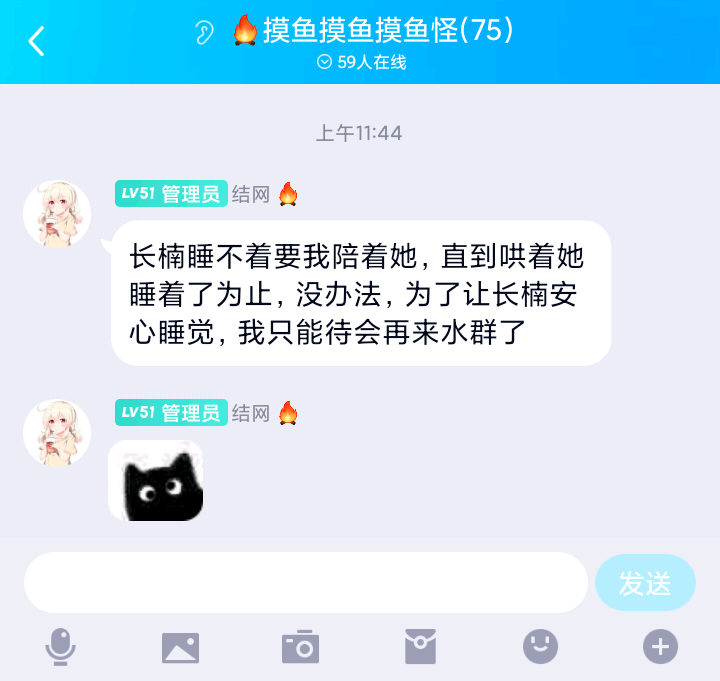 🔥摸鱼摸鱼摸鱼怪(75)
59人在线
上午11:44
LV51 管理员 结网 🔥
长楠睡不着要我陪着她，直到哄着她
睡着了为止，没办法，为了让长楠安
心睡觉，我只能待会再来水群了
LV51 管理员 结网 🔥
发送